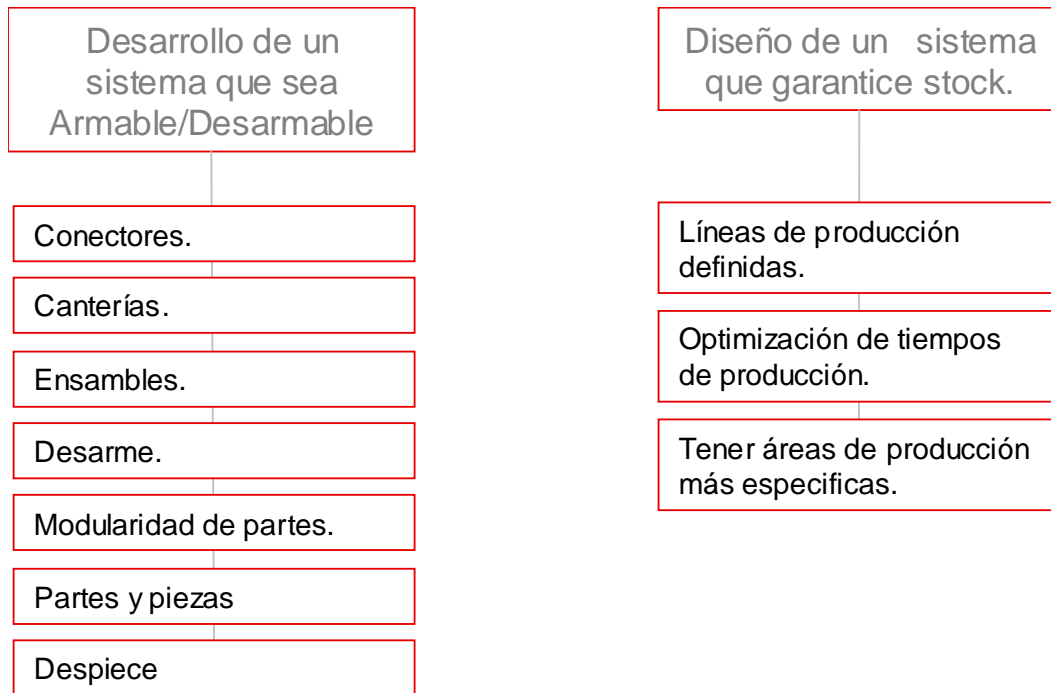 Desarrollo de un
sistema que sea
Armable/Desarmable
Conectores.
Canterías.
Ensambles.
Desarme.
Modularidad de partes.
Partes y piezas
Despiece
Diseño de un sistema
que garantice stock.
Líneas de producción
definidas.
Optimización de tiempos
de producción.
Tener áreas de producción
más especificas.